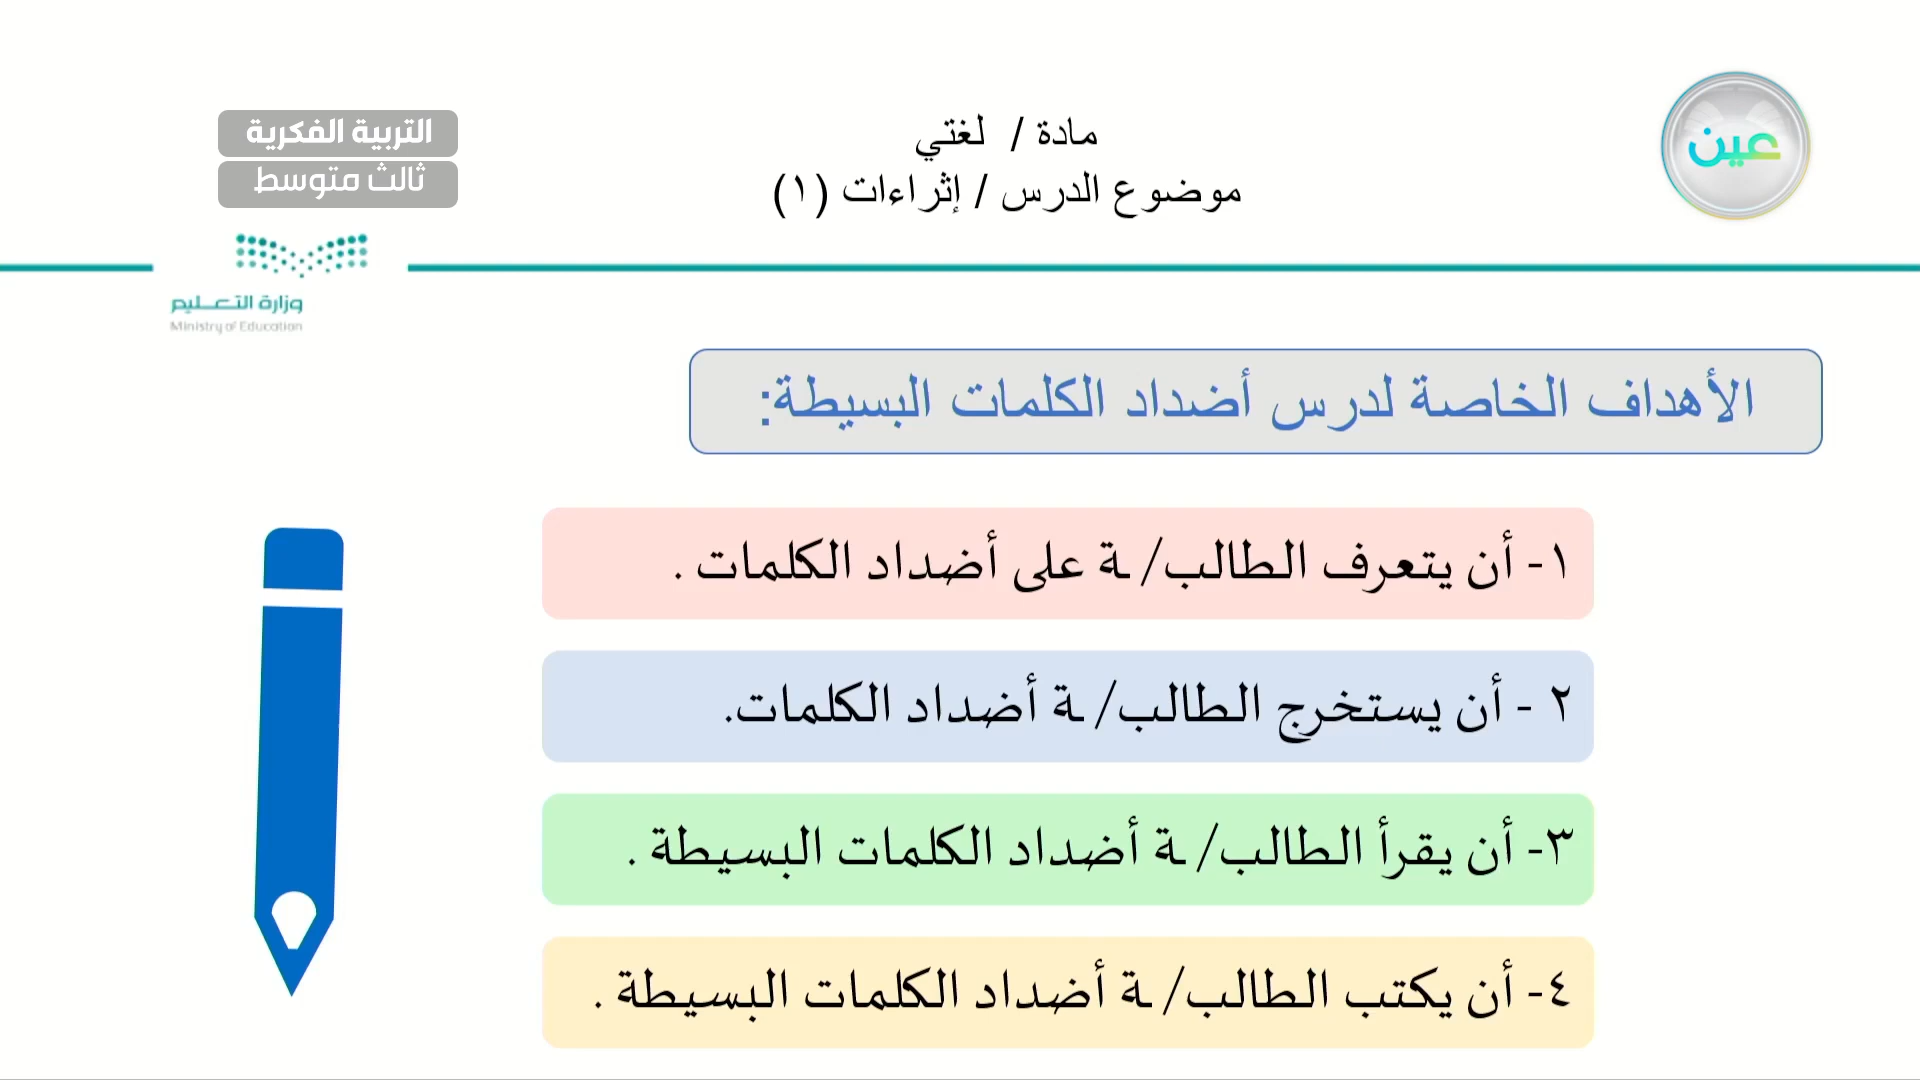 عين
مادة / لغتي
موضوع الدرس / إثراءات (١)
التربية الفكرية
ثالث متوسط
وزارة التعليم
Ministry of Education
الأهداف الخاصة لدرس أضداد الكلمات البسيطة:
١- أن يتعرف الطالب/ ـة على أضداد الكلمات .
٢ - أن يستخرج الطالب/ ـة أضداد الكلمات.
٣- أن يقرأ الطالب/ ـة أضداد الكلمات البسيطة .
٤- أن يكتب الطالب/ ـة أضداد الكلمات البسيطة .